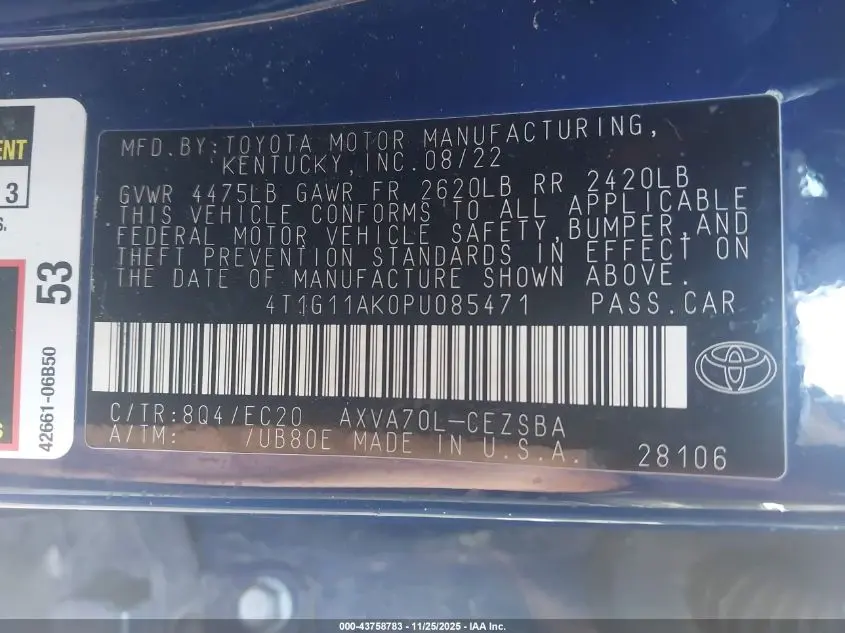 MFD.BY:TOYOTA MOTOR MANUFACTURING,
KENTUCKY,INC.08/22
GVWR 4475LB GAWR FR 2620LB RR 2420LB
THIS VEHICLE CONFORMS TO ALL APPLICABLE
FEDERAL MOTOR VEHICLE SAFETY,BUMPER,AND
THEFT PREVENTION STANDARDS IN EFFECT ON
THE DATE OF MANUFACTURE SHOWN ABOVE.
4T1G11AK0PU085471 PASS.CAR
C/TR:8Q4/EC20 AXVA70L-CEZSBA
A/TM: /UB80E MADE IN U.S.A.
28106
3
53
42661-06B50
000-43758783 - 11/25/2025 - IAA Inc.